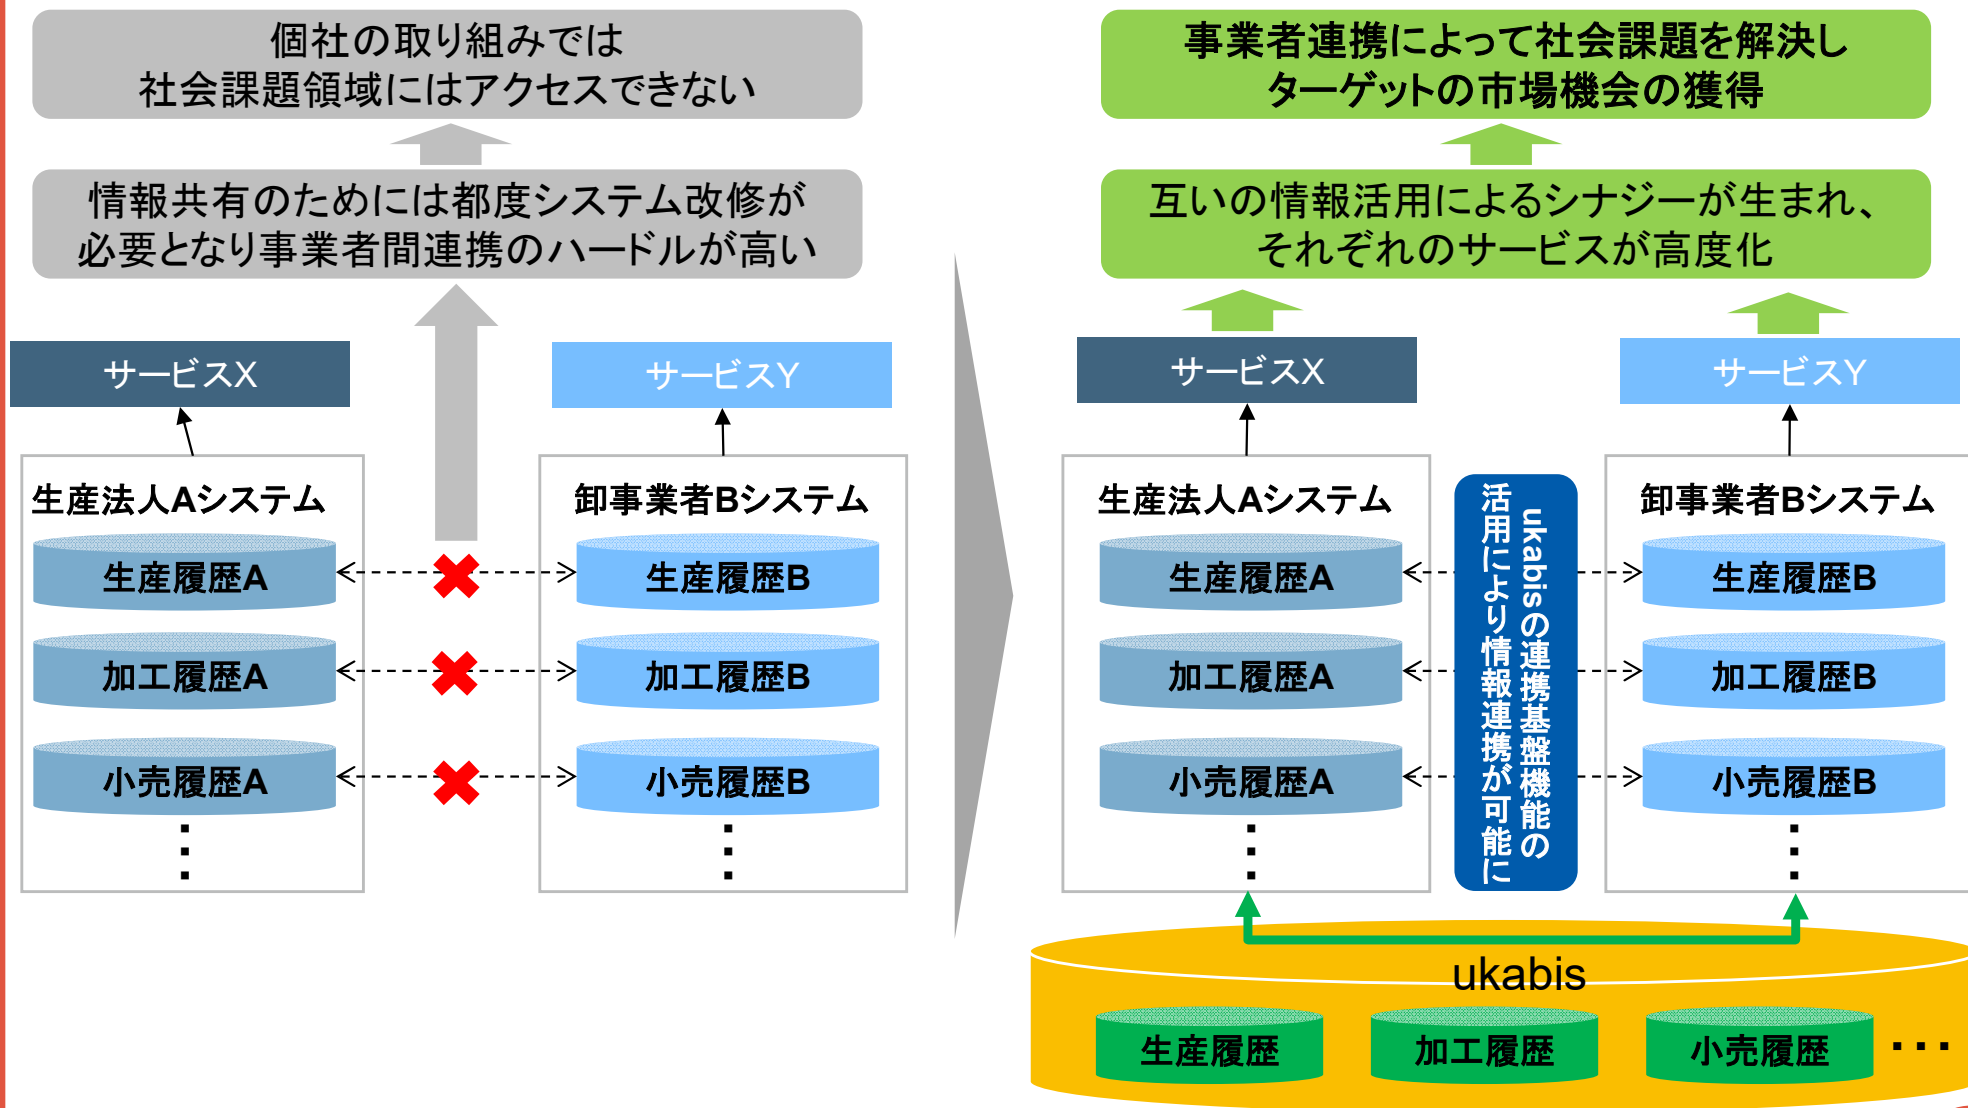 個社の取り組みでは
社会課題領域にはアクセスできない
情報共有のためには都度システム改修が
必要となり事業者間連携のハードルが高い
サービスX
サービスY
生産法人Aシステム
生産履歴A
加工履歴A
小売履歴A
卸事業者Bシステム
生産履歴B
加工履歴B
小売履歴B
事業者連携によって社会課題を解決し
ターゲットの市場機会の獲得
互いの情報活用によるシナジーが生まれ、
それぞれのサービスが高度化
サービスX
サービスY
生産法人Aシステム
生産履歴A
加工履歴A
小売履歴A
ukabisの連携基盤機能の
活用により情報連携が可能に
卸事業者Bシステム
生産履歴B
加工履歴B
小売履歴B
ukabis
生産履歴
加工履歴
小売履歴
・・・